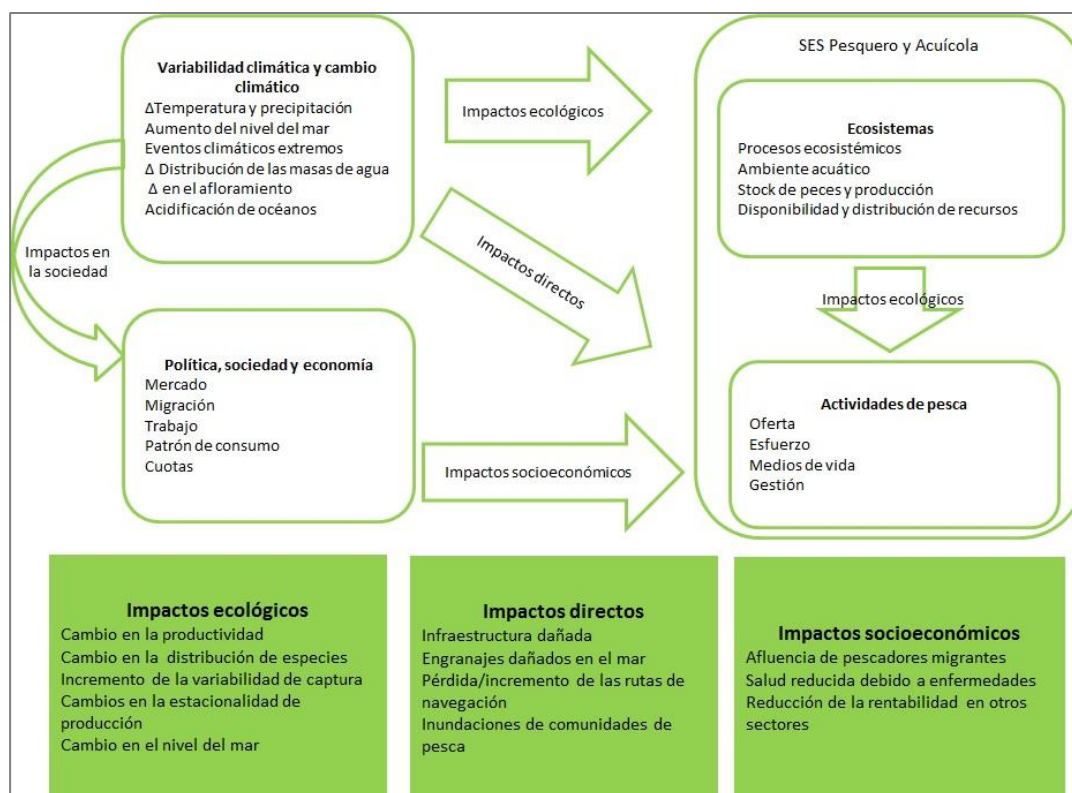 Variabilidad climática y cambio
climático
ΔTemperatura y precipitación
Aumento del nivel del mar
Eventos climáticos extremos
Δ Distribución de las masas de agua
Δ en el afloramiento
Acidificación de océanos
Impactos ecológicos
SES Pesquero y Acuícola
Ecosistemas
Procesos ecosistémicos
Ambiente acuático
Stock de peces y producción
Disponibilidad y distribución de recursos
Impactos en
la sociedad
Impactos directos
Impactos ecológicos
Política, sociedad y economía
Mercado
Migración
Trabajo
Patrón de consumo
Cuotas
Impactos socioeconómicos
Actividades de pesca
Oferta
Esfuerzo
Medios de vida
Gestión
Impactos ecológicos
Cambio en la productividad
Cambio en la distribución de especies
Incremento de la variabilidad de captura
Cambios en la estacionalidad de
producción
Cambio en el nivel del mar
Impactos directos
Infraestructura dañada
Engranajes dañados en el mar
Pérdida/incremento de las rutas de
navegación
Inundaciones de comunidades de
pesca
Impactos socioeconómicos
Afluencia de pescadores migrantes
Salud reducida debido a enfermedades
Reducción de la rentabilidad en otros
sectores